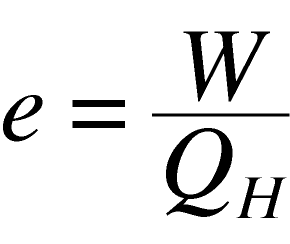 e = W / Q_H